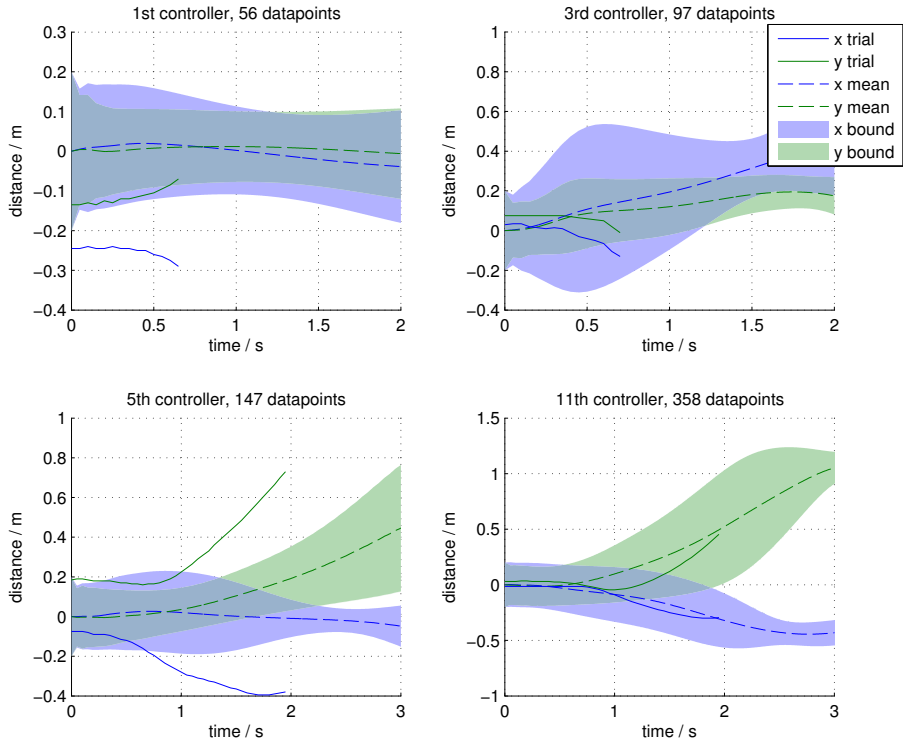 1st controller, 56 datapoints
0.3
0.2
0.1
0
−0.1
−0.2
−0.3
−0.4
distance / m
0
0.5
1
1.5
2
time / s
3rd controller, 97 datapoints
1
0.8
0.6
0.4
0.2
0
−0.2
−0.4
distance / m
0
0.5
1
1.5
2
time / s
x trial
y trial
x mean
y mean
x bound
y bound
5th controller, 147 datapoints
1
0.8
0.6
0.4
0.2
0
−0.2
−0.4
distance / m
0
1
2
3
time / s
11th controller, 358 datapoints
1.5
1
0.5
0
−0.5
−1
distance / m
0
1
2
3
time / s